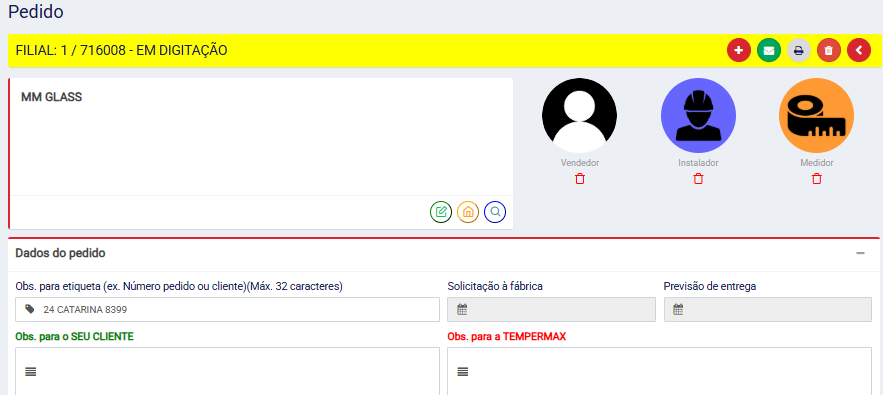 Pedido
FILIAL: 1 / 716008 - EM DIGITAÇÃO
MM GLASS
Vendedor
Instalador
Medidor
Dados do pedido
Obs. para etiqueta (ex. Número pedido ou cliente)(Máx. 32 caracteres)
Solicitação à fábrica
Previsão de entrega
24 CATARINA 8399
Obs. para o SEU CLIENTE
Obs. para a TEMPERMAX